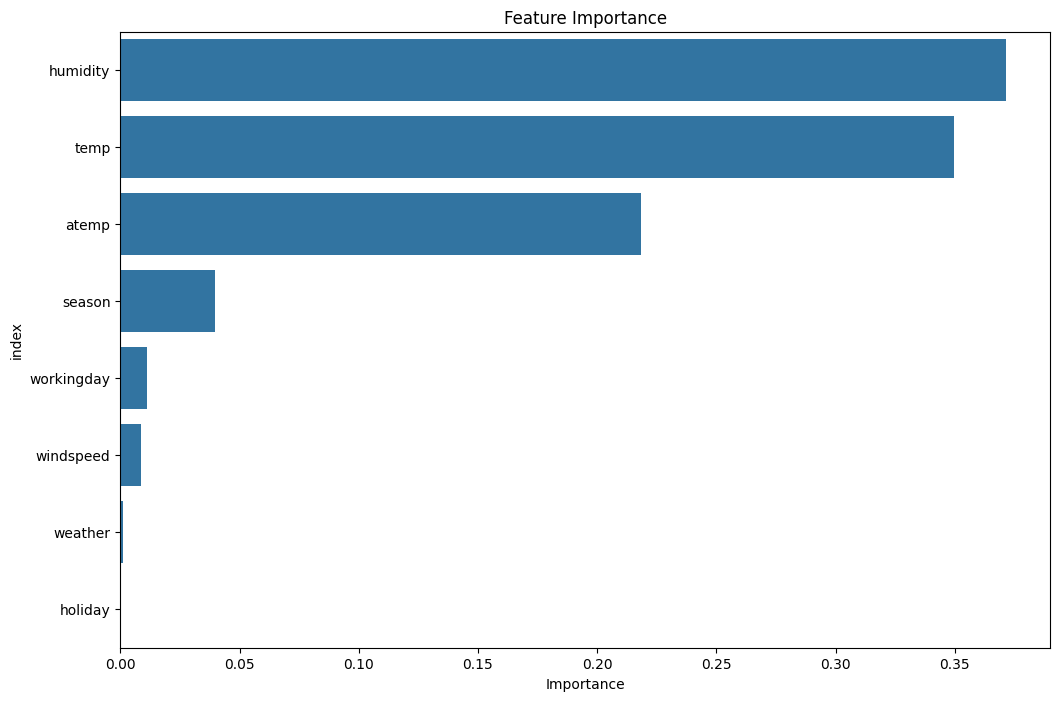 Feature Importance
humidity
temp
atemp
season
workingday
windspeed
weather
holiday
index
0.00 0.05 0.10 0.15 0.20 0.25 0.30 0.35
Importance